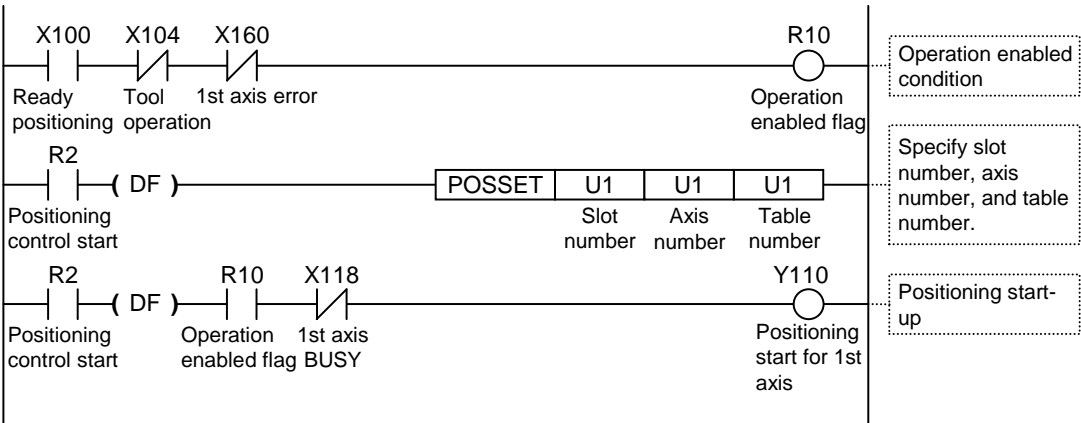 X100 X104 X160 R10
Ready positioning
Tool operation
1st axis error
Operation enabled flag
Operation enabled
condition
R2
( DF )
POSSET U1 U1 U1
Positioning
control start
Slot
number
Axis
number
Table
number
Specify slot
number, axis
number, and table
number.
R2
( DF )
R10 X118 Y110
Positioning
control start
Operation
enabled flag
1st axis
BUSY
Positioning
start for 1st
axis
Positioning start-
up